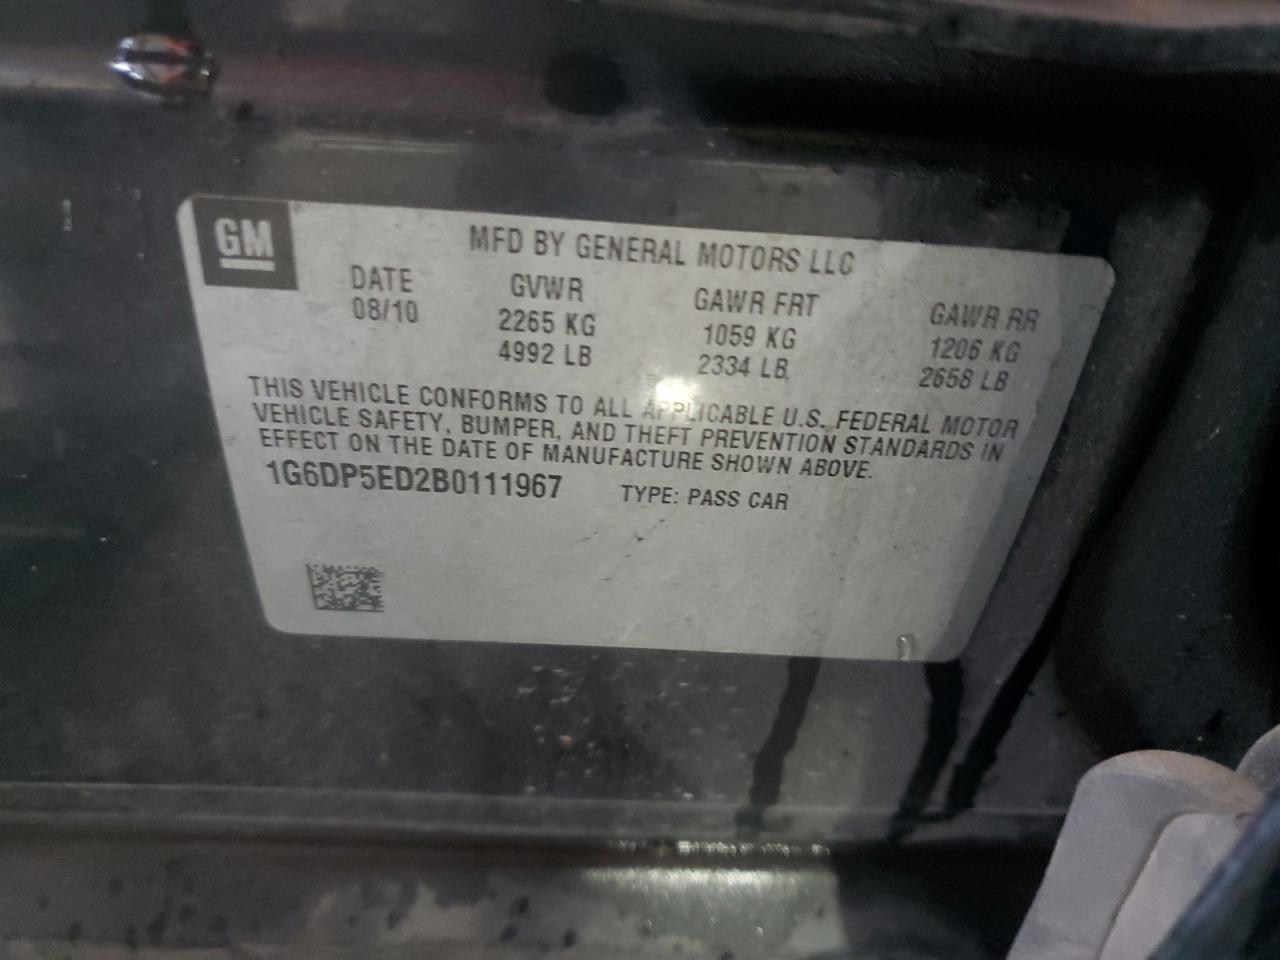 GM
MFD BY GENERAL MOTORS LLC
DATE GVWR GAWR FRT GAWR RR
08/10 2265 KG 1059 KG 1206 KG
4992 LB 2334 LB 2658 LB
THIS VEHICLE CONFORMS TO ALL APPLICABLE U.S. FEDERAL MOTOR
VEHICLE SAFETY, BUMPER, AND THEFT PREVENTION STANDARDS IN
EFFECT ON THE DATE OF MANUFACTURE SHOWN ABOVE.
1G6DP5ED2B0111967 TYPE: PASS CAR